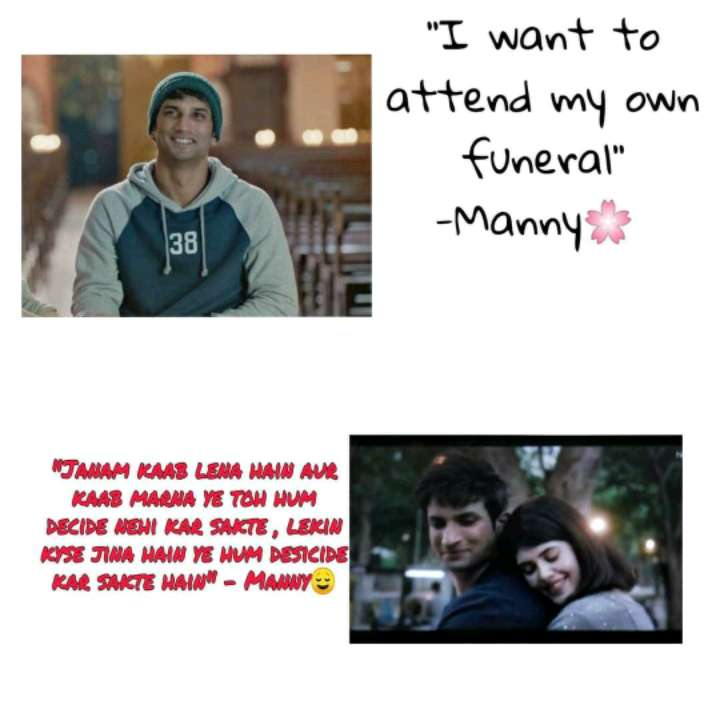 "I want to
attend my own
funeral"
-Manny🌸
38
"JANAM KAAB LENA HAIN AUR
KAAB MARNA YE TOH HUM
DECIDE NEHI KAR SAKTE, LEKIN
KYSE JINA HAIN YE HUM DESICIDE
KAR SAKTE HAIN" - MANNY😌
N